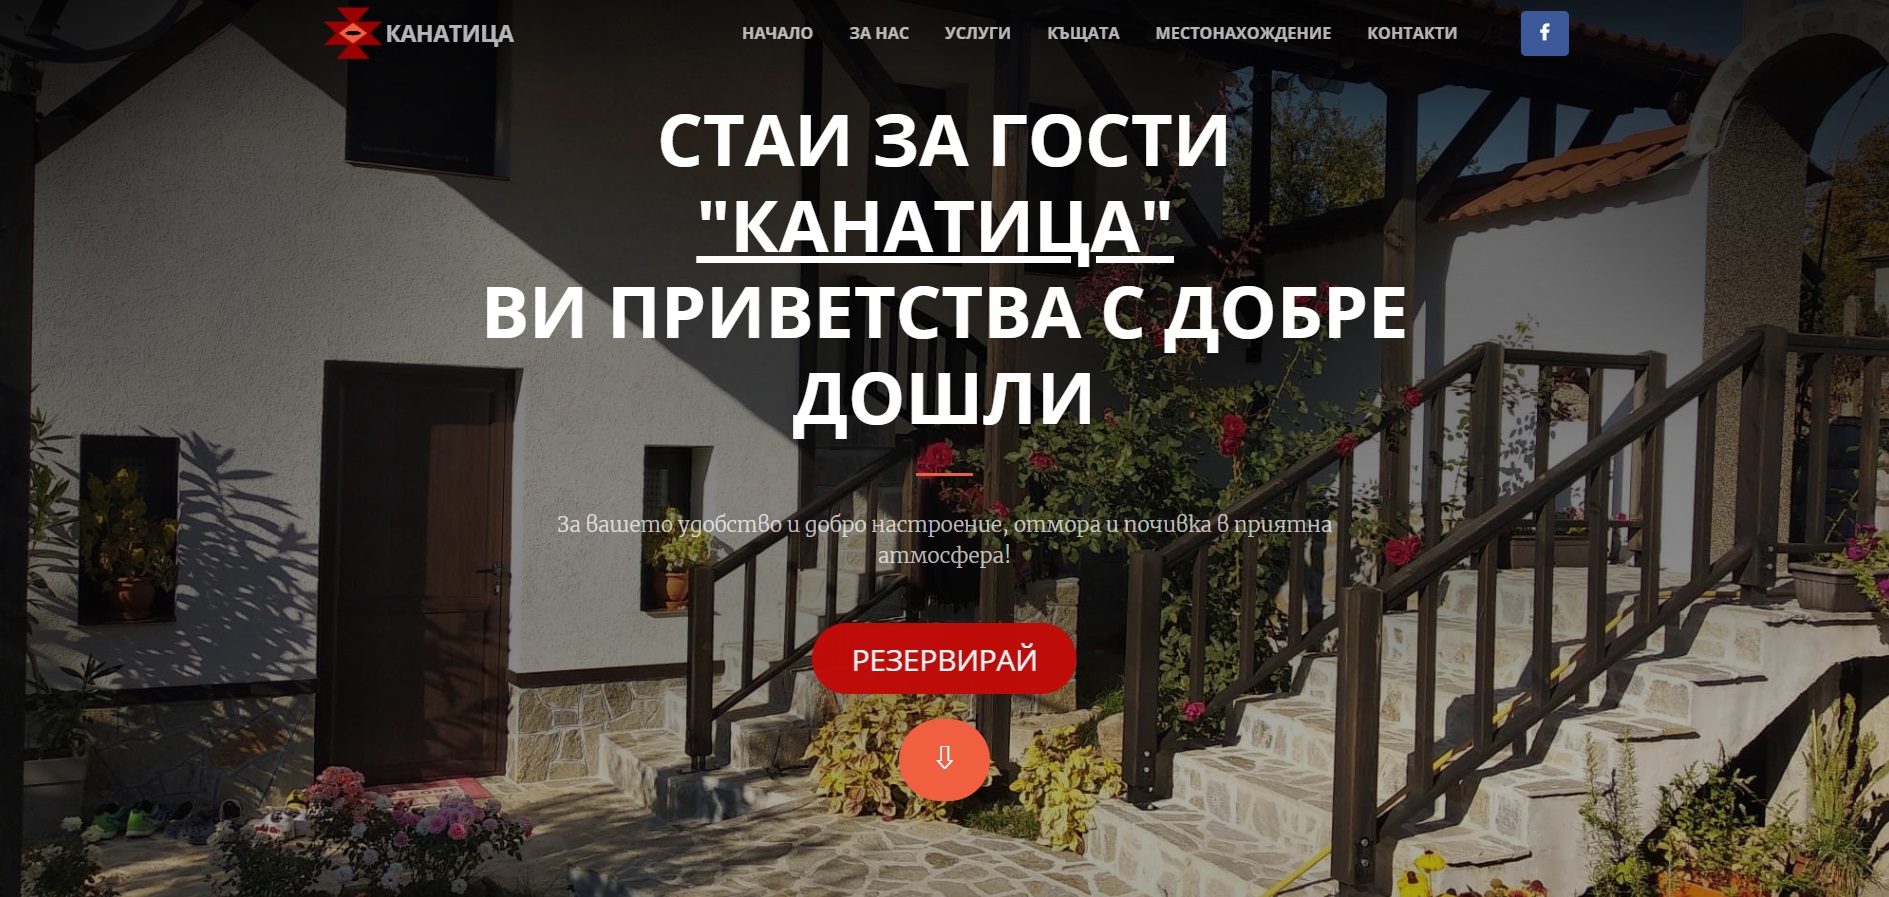 КАНАТИЦА
НАЧАЛО ЗА НАС УСЛУГИ КЪЩАТА МЕСТОНАХОЖДЕНИЕ КОНТАКТИ
СТАИ ЗА ГОСТИ
"КАНАТИЦА"
ВИ ПРИВЕТСТВА С ДОБРЕ
ДОШЛИ
За вашето удобство и добро настроение, отмора и почивка в приятна
атмосфера!
РЕЗЕРВИРАЙ